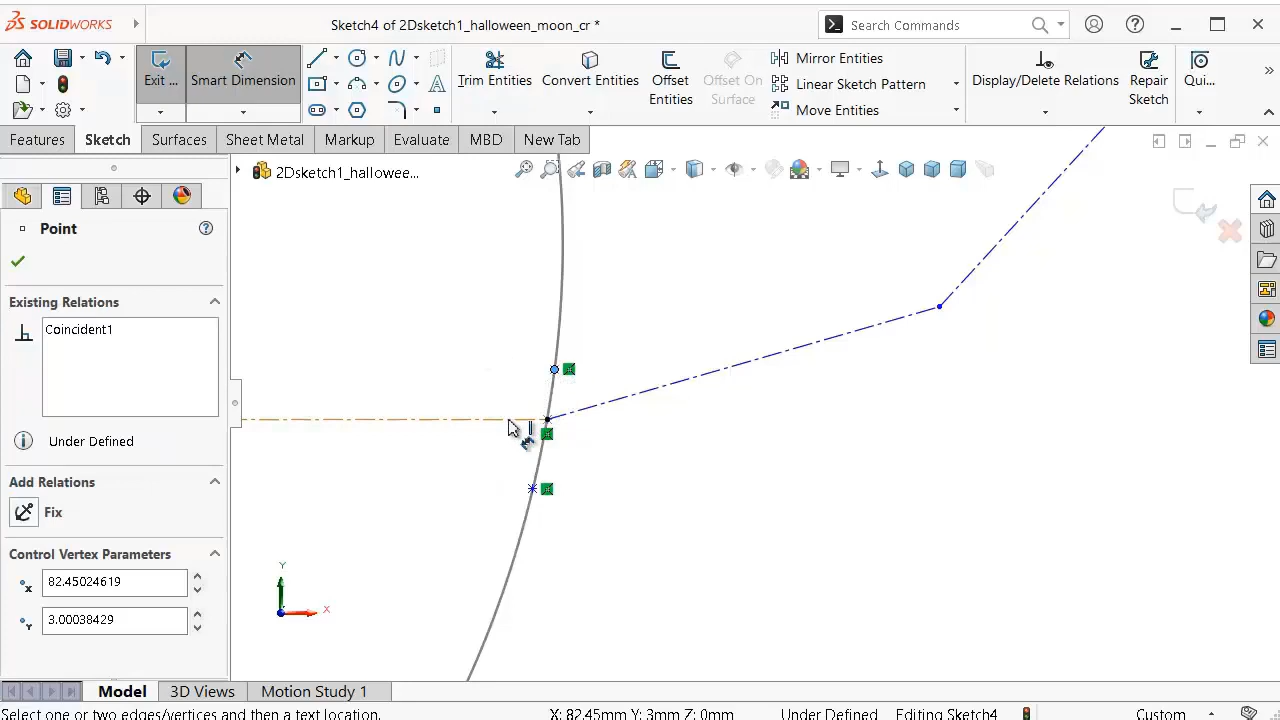 SOLIDWORKS
Sketch4 of 2Dsketch1_halloween_moon_cr *
Search Commands
Exit ...
Smart Dimension
Trim Entities
Convert Entities
Offset Entities
Offset On Surface
Mirror Entities
Linear Sketch Pattern
Move Entities
Display/Delete Relations
Repair Sketch
Qui...
Features
Sketch
Surfaces
Sheet Metal
Markup
Evaluate
MBD
New Tab
2Dsketch1_hallowee...
Point
Existing Relations
Coincident1
Under Defined
Add Relations
Fix
Control Vertex Parameters
82.45024619
3.00038429
Y
X
Model
3D Views
Motion Study 1
Select one or two edges/vertices and then a text location.
X: 82.45mm Y: 3mm Z: 0mm
Under Defined
Editing Sketch4
Custom